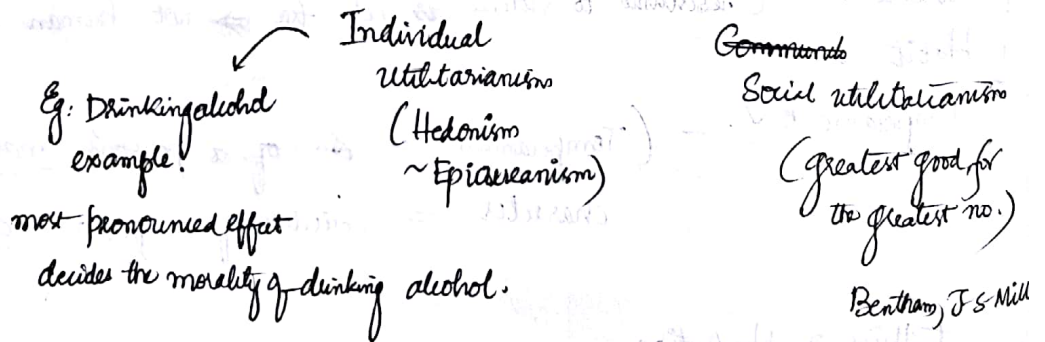 Individual
utilitarianism
(Hedonism
~Epicureanism)
Eg: Drinking alcohol
example.
most pronounced effect
decides the morality of drinking alcohol.
Social utilitarianism
(greatest good for
the greatest no.)
Bentham, J S Mill